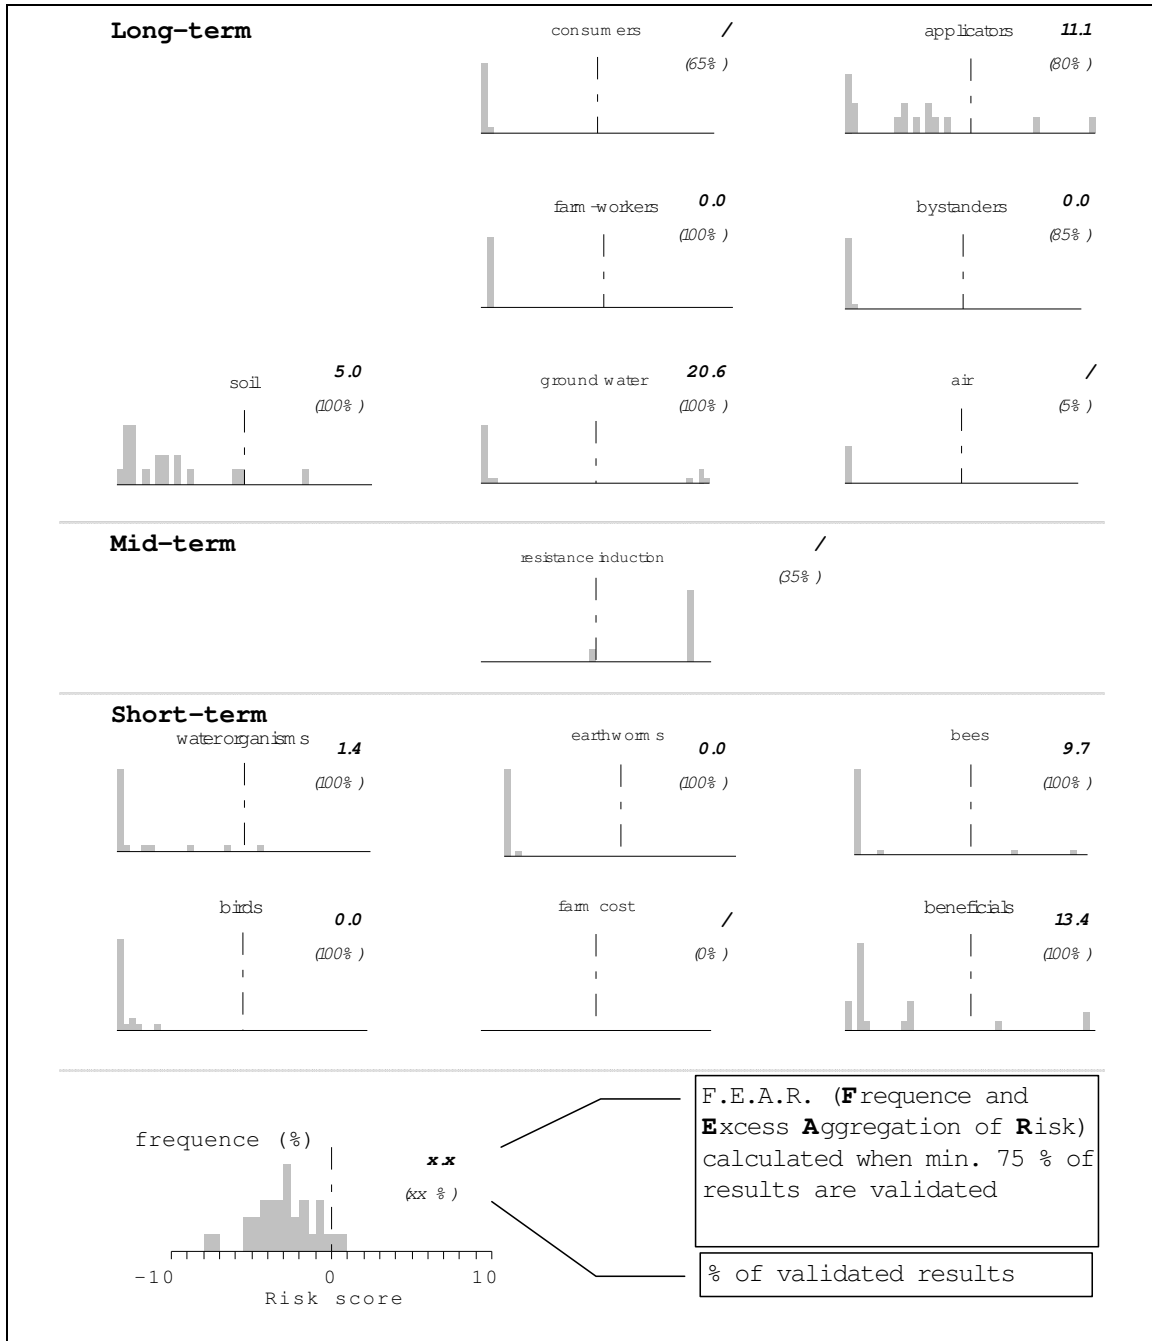 Long-term
consumers
/
(65%)
applicators
11.1
(80%)
farm-workers
0.0
(100%)
bystanders
0.0
(85%)
soil
5.0
(100%)
ground water
20.6
(100%)
air
/
(5%)
Mid-term
resistance induction
/
(35%)
Short-term
waterorganisms
1.4
(100%)
earthworms
0.0
(100%)
bees
9.7
(100%)
birds
0.0
(100%)
farm cost
/
(0%)
beneficials
13.4
(100%)
frequence (%)
x.x
(xx %)
-10 0 10
Risk score
F.E.A.R. (Frequence and
Excess Aggregation of Risk)
calculated when min. 75 % of
results are validated
% of validated results